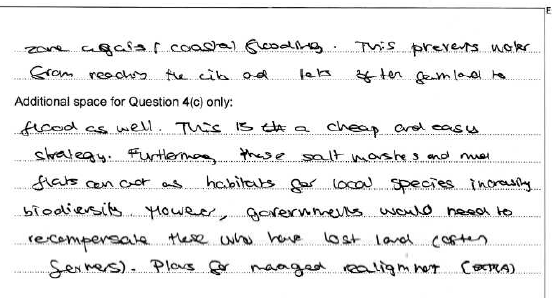 zone against coastal flooding. This prevents water
from reaching the cities and lets often farmland to
Additional space for Question 4(c) only:
flood as well. This is a cheap and easy
strategy. Furthermore, these salt marshes and mud
flats can act as habitats for local species increasing
biodiversity. However, governments would need to
recompensate those who have lost land (often
farmers). Plans for managed realignment (EXTRA)
E